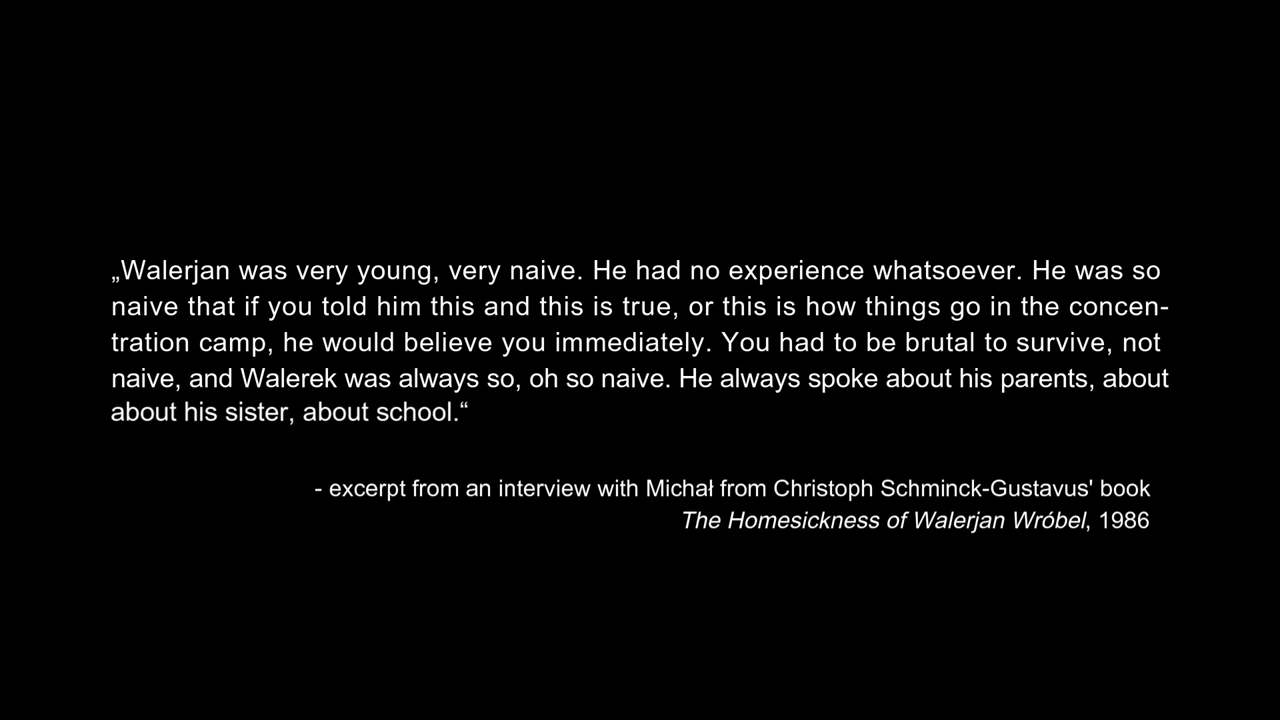 „Walerjan was very young, very naive. He had no experience whatsoever. He was so
naive that if you told him this and this is true, or this is how things go in the concen-
tration camp, he would believe you immediately. You had to be brutal to survive, not
naive, and Walerek was always so, oh so naive. He always spoke about his parents, about
about his sister, about school.“
- excerpt from an interview with Michał from Christoph Schminck-Gustavus' book
The Homesickness of Walerjan Wróbel, 1986